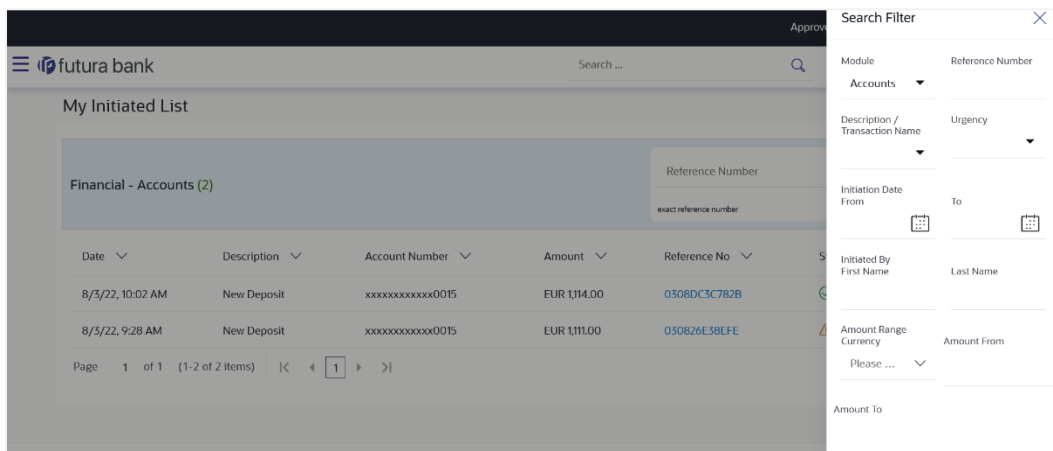 Approve
Search Filter
futura bank
Search ...
Module
Reference Number
Accounts
My Initiated List
Description /
Transaction Name
Urgency
Financial - Accounts (2)
Reference Number
exact reference number
Initiation Date
From
To
Date
Description
Account Number
Amount
Reference No
S
Initiated By
First Name
Last Name
8/3/22, 10:02 AM
New Deposit
xxxxxxxxxxxx0015
EUR 1,114.00
0308DC3C782B
8/3/22, 9:28 AM
New Deposit
xxxxxxxxxxxx0015
EUR 1,111.00
030826E38EFE
Amount Range
Currency
Amount From
Please ...
Page 1 of 1 (1-2 of 2 items) 1
Amount To